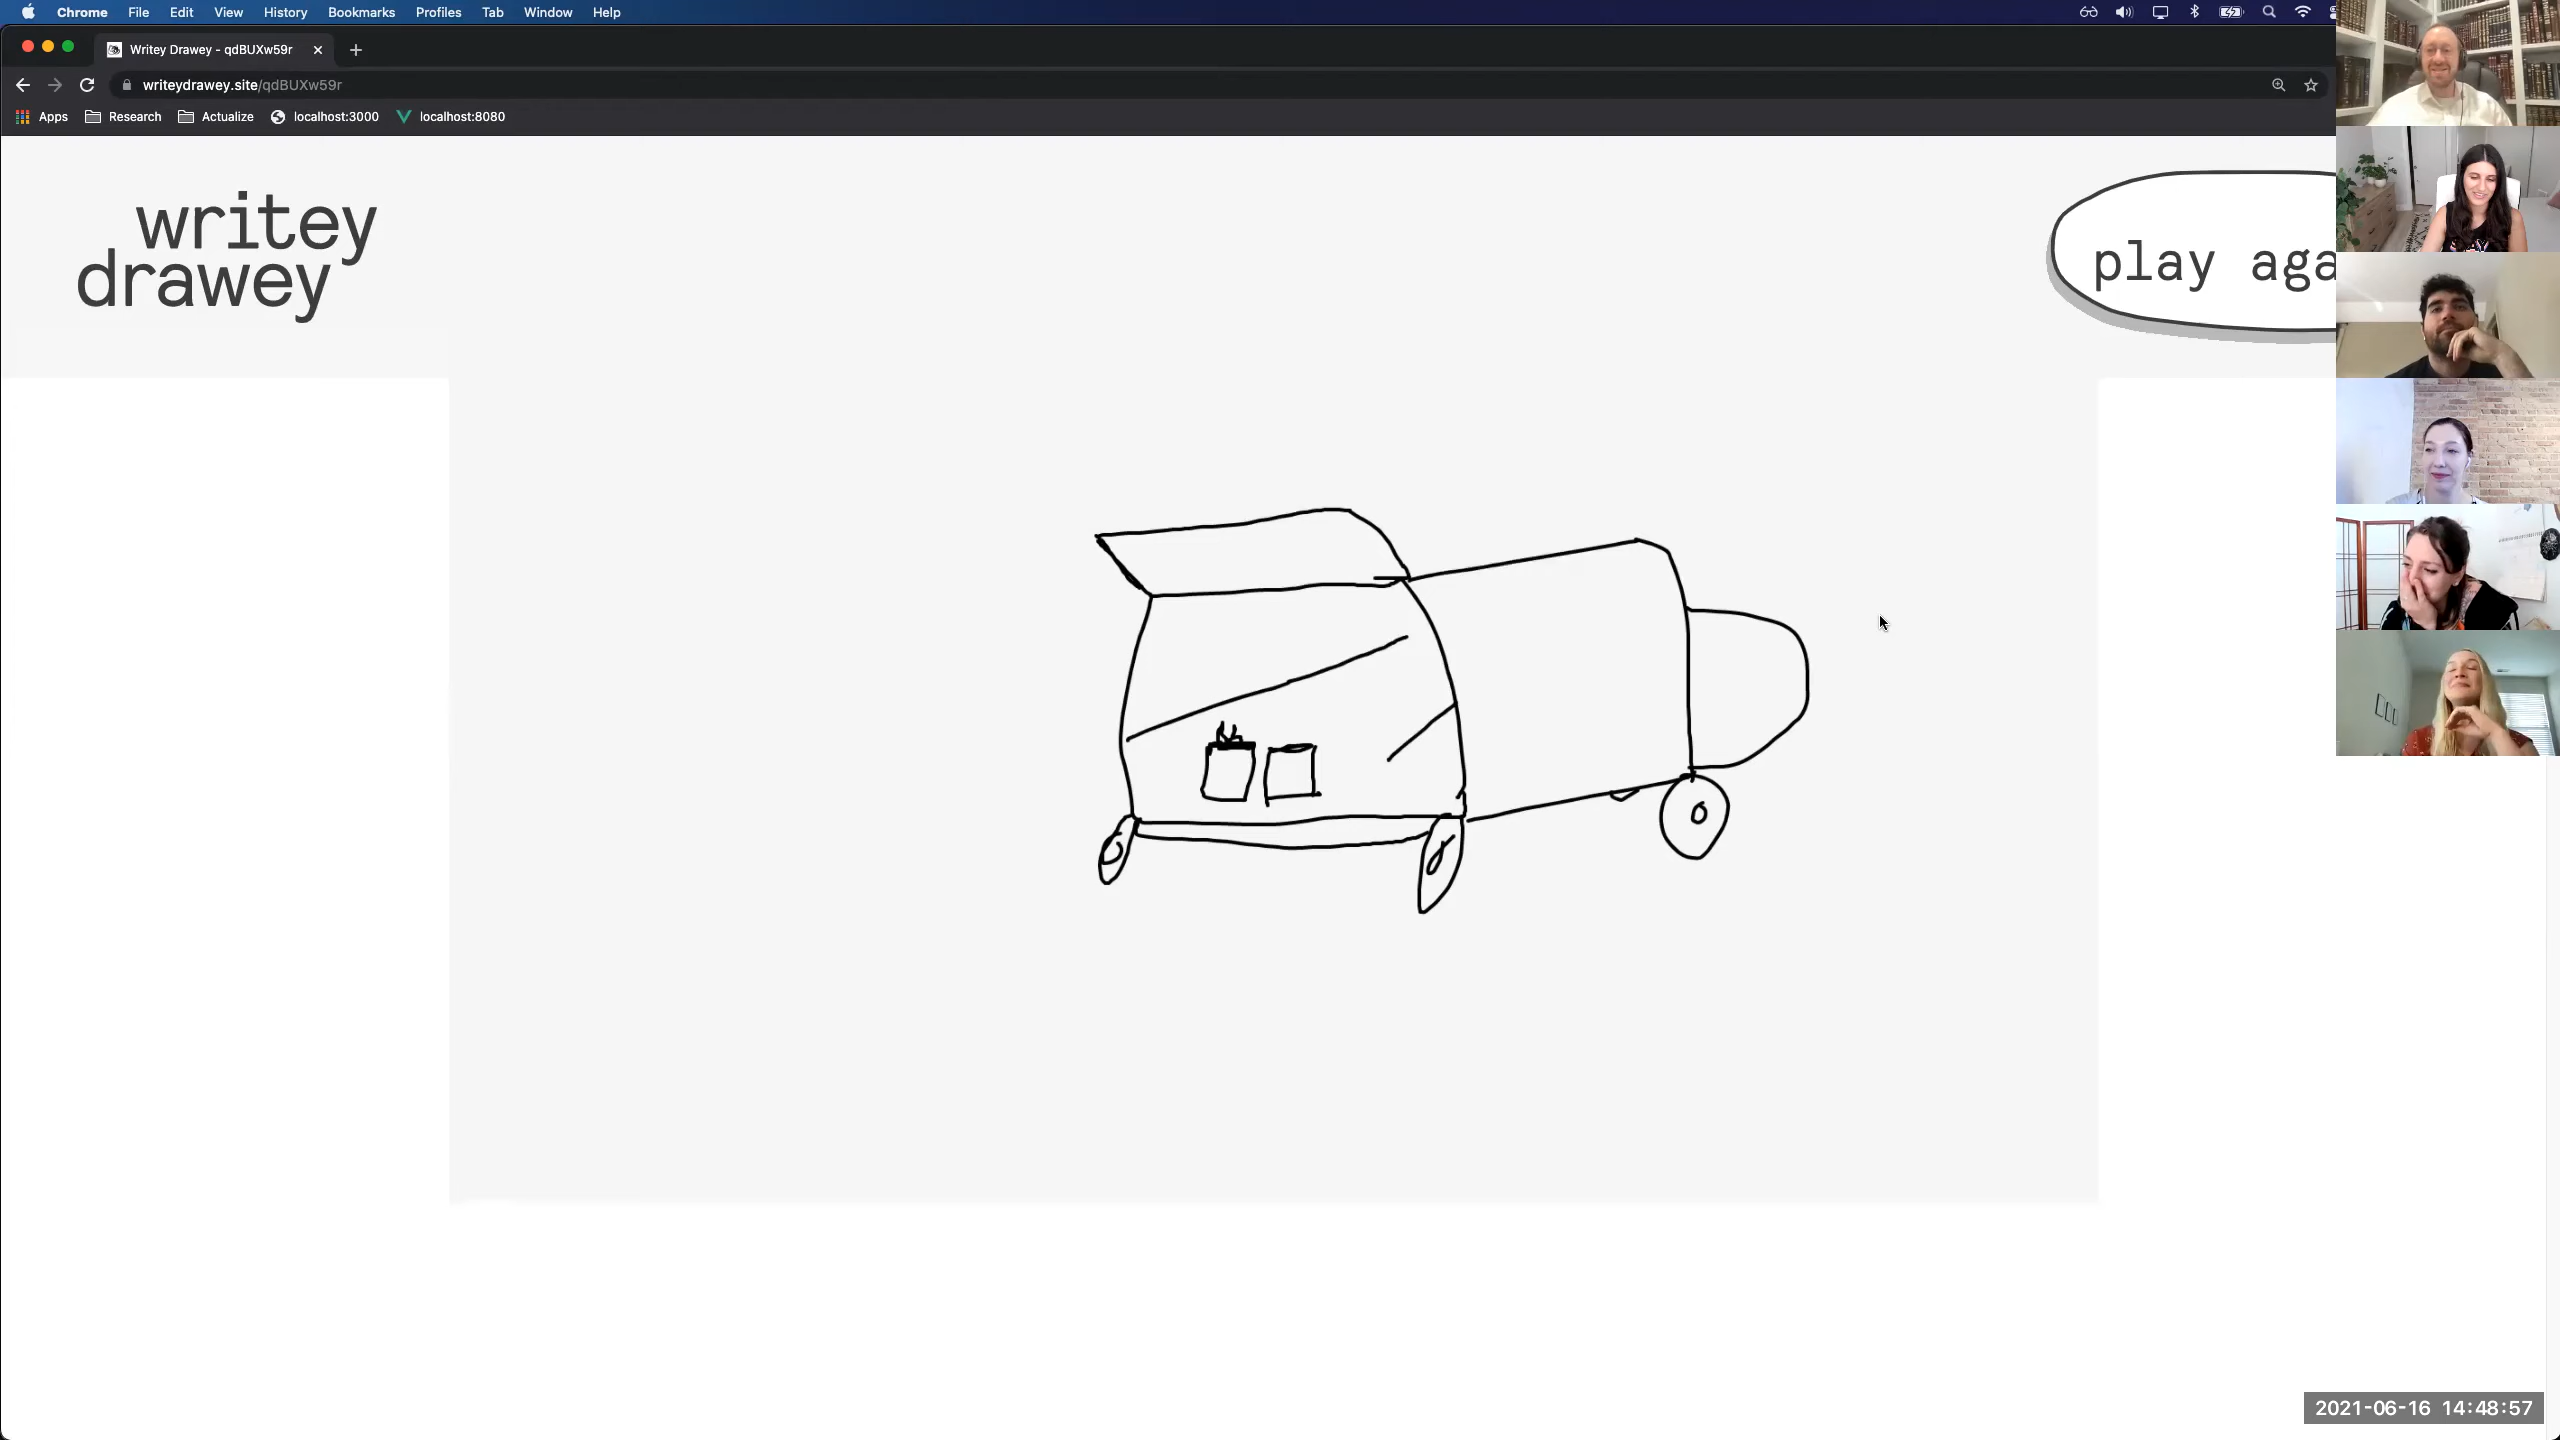 Chrome File Edit View History Bookmarks Profiles Tab Window Help
Writey Drawey - qdBUXw59r
writeydrawey.site/qdBUXw59r
Apps Research Actualize localhost:3000 localhost:8080
writey
drawey
play aga
2021-06-16 14:48:57